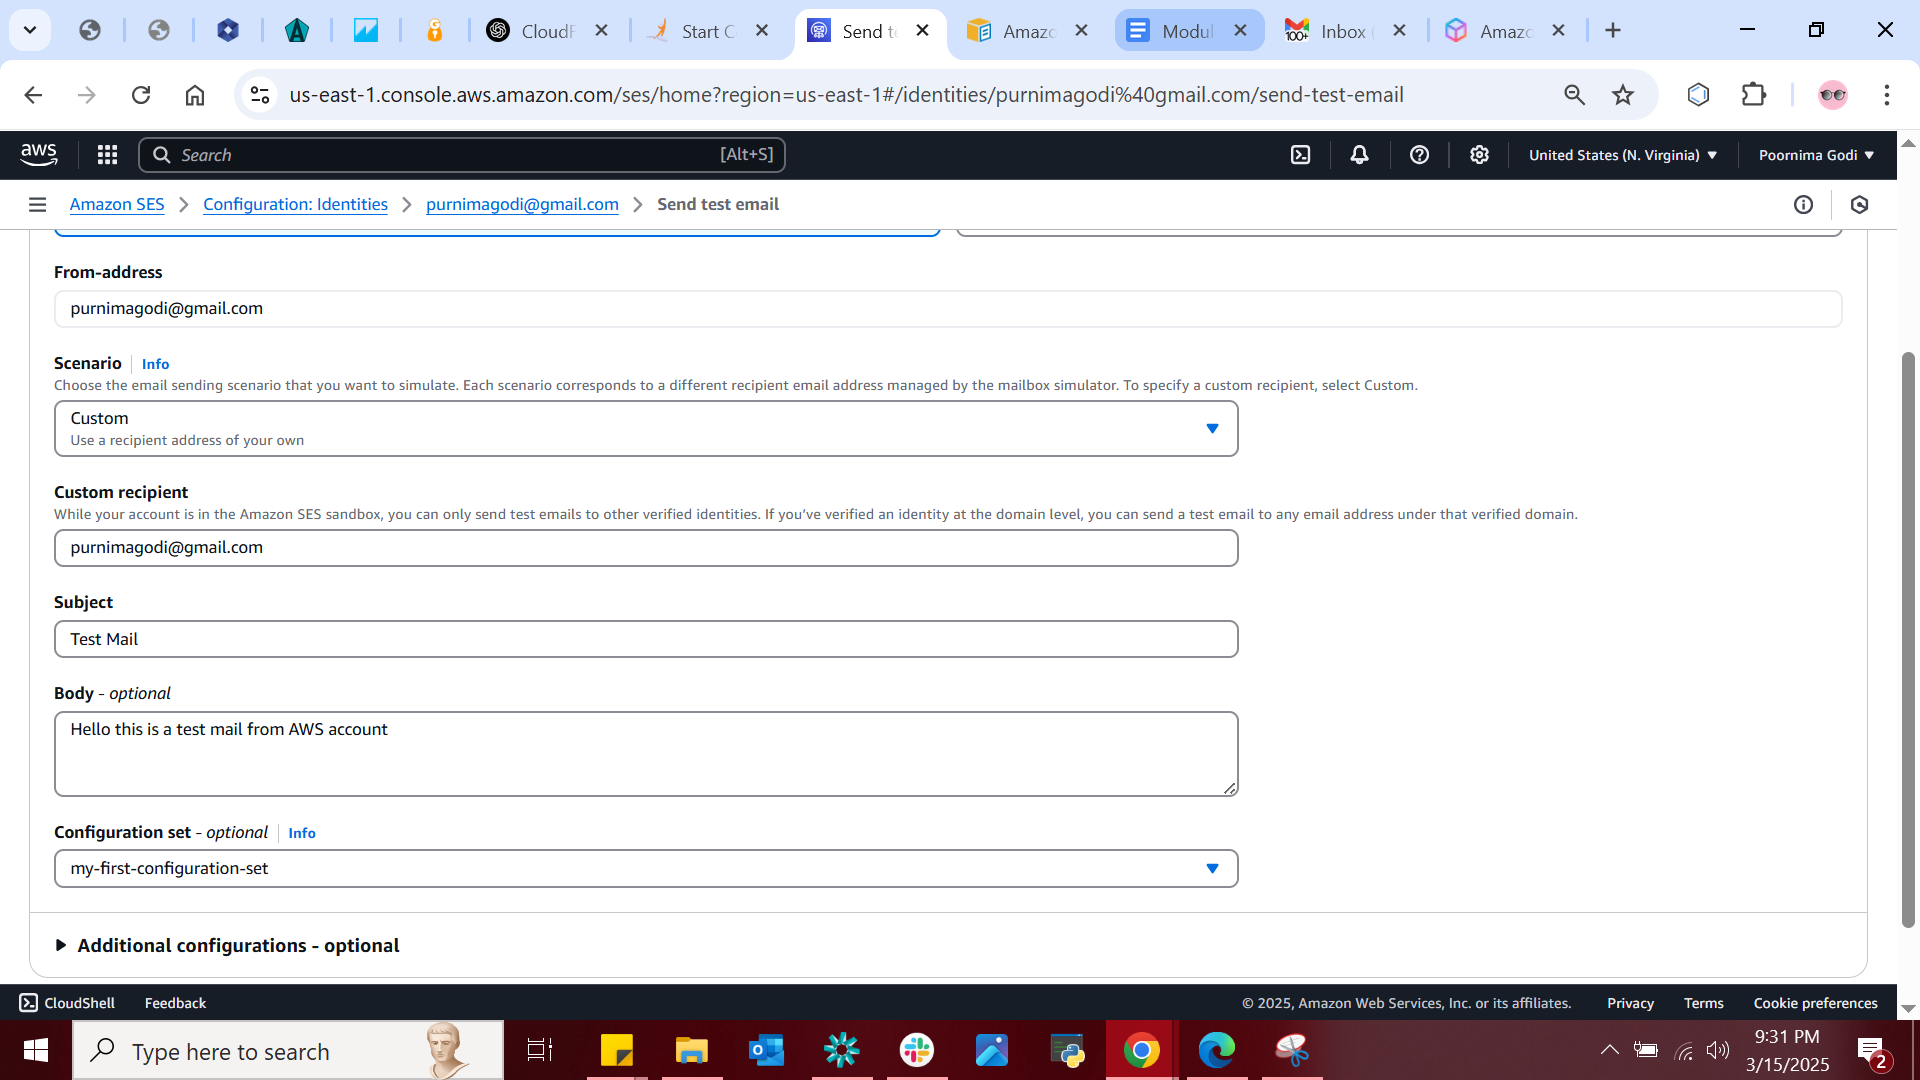 CloudF
Start C
Send te
Amazo
Modul
Inbox (
Amazo
us-east-1.console.aws.amazon.com/ses/home?region=us-east-1#/identities/purnimagodi%40gmail.com/send-test-email
aws
Search
[Alt+S]
United States (N. Virginia)
Poornima Godi
Amazon SES
Configuration: Identities
purnimagodi@gmail.com
Send test email
From-address
purnimagodi@gmail.com
Scenario
Info
Choose the email sending scenario that you want to simulate. Each scenario corresponds to a different recipient email address managed by the mailbox simulator. To specify a custom recipient, select Custom.
Custom
Use a recipient address of your own
Custom recipient
While your account is in the Amazon SES sandbox, you can only send test emails to other verified identities. If you’ve verified an identity at the domain level, you can send a test email to any email address under that verified domain.
purnimagodi@gmail.com
Subject
Test Mail
Body - optional
Hello this is a test mail from AWS account
Configuration set - optional
Info
my-first-configuration-set
Additional configurations - optional
CloudShell
Feedback
© 2025, Amazon Web Services, Inc. or its affiliates.
Privacy
Terms
Cookie preferences
Type here to search
9:31 PM
3/15/2025
2
100+